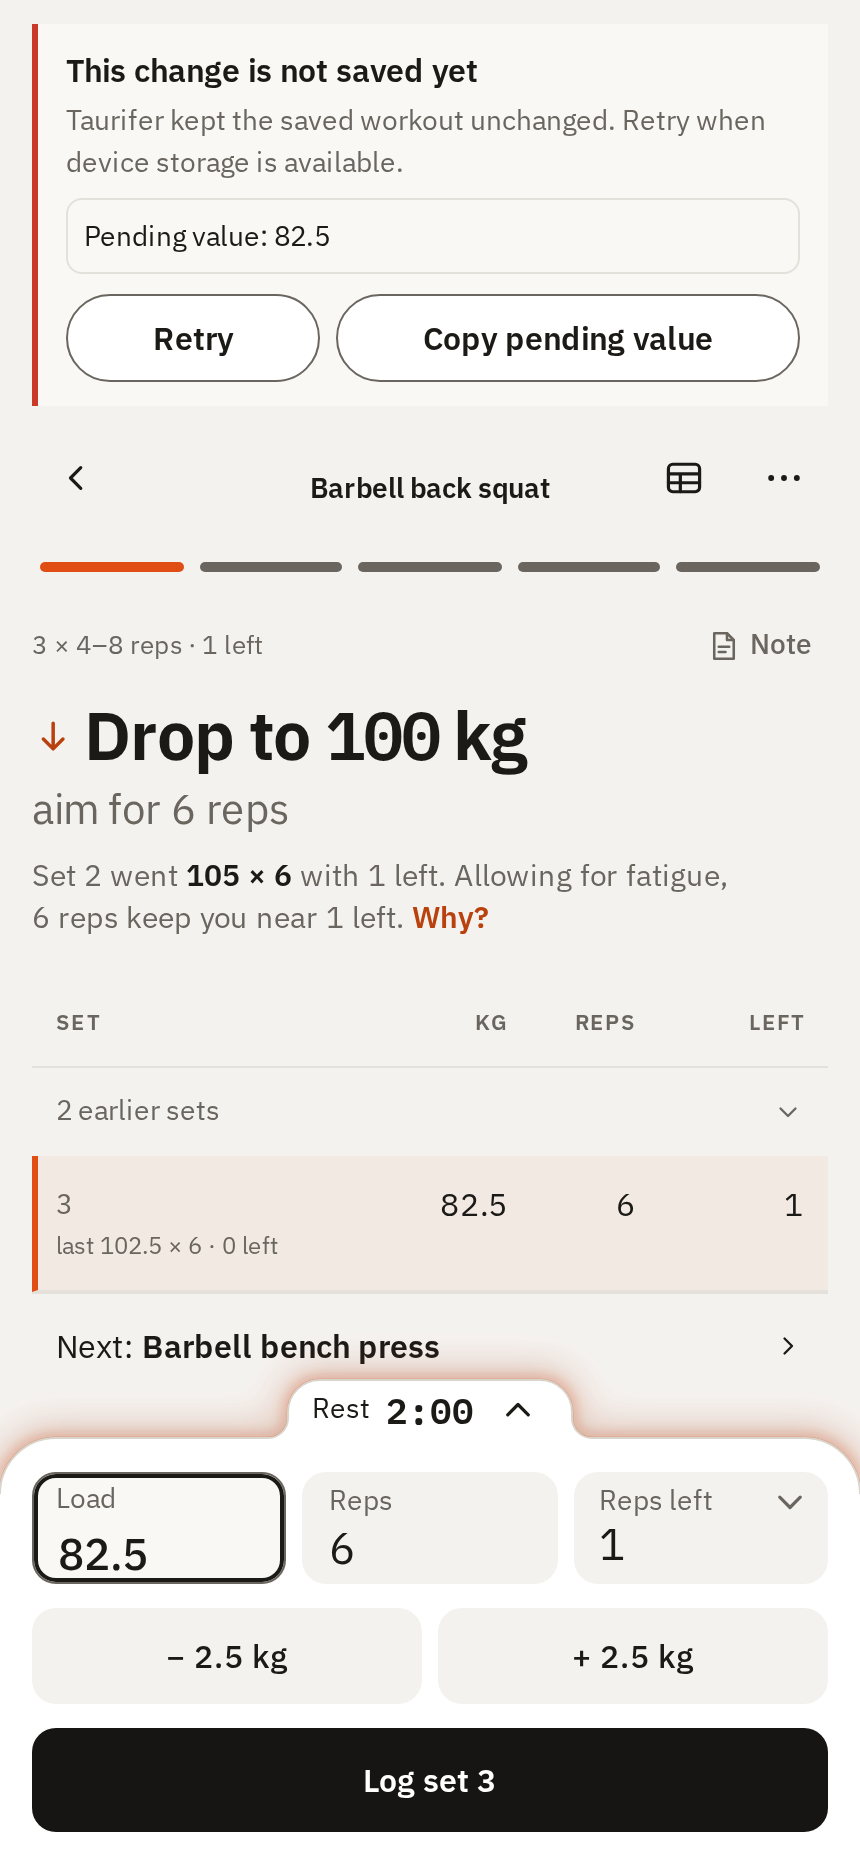 This change is not saved yet
Taurifer kept the saved workout unchanged. Retry when
device storage is available.
Pending value: 82.5
Retry
Copy pending value
Barbell back squat
3 × 4–8 reps · 1 left
Note
↓ Drop to 100 kg
aim for 6 reps
Set 2 went 105 × 6 with 1 left. Allowing for fatigue,
6 reps keep you near 1 left. Why?
SET KG REPS LEFT
2 earlier sets
3 82.5 6 1
last 102.5 × 6 · 0 left
Next: Barbell bench press
Rest 2:00
Load
82.5
Reps
6
Reps left
1
− 2.5 kg
+ 2.5 kg
Log set 3